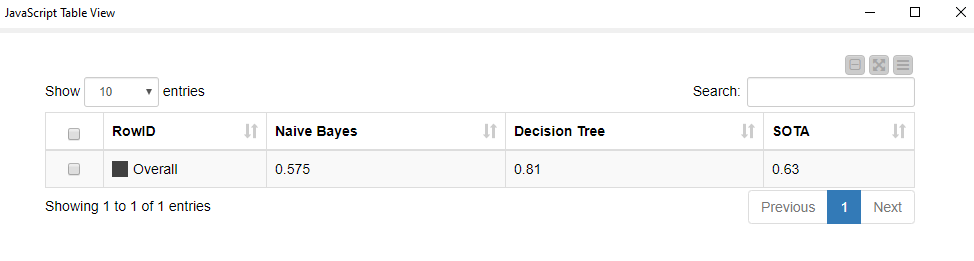 JavaScript Table View
Show 10 entries Search:
RowID Naive Bayes Decision Tree SOTA
Overall 0.575 0.81 0.63
Showing 1 to 1 of 1 entries Previous 1 Next